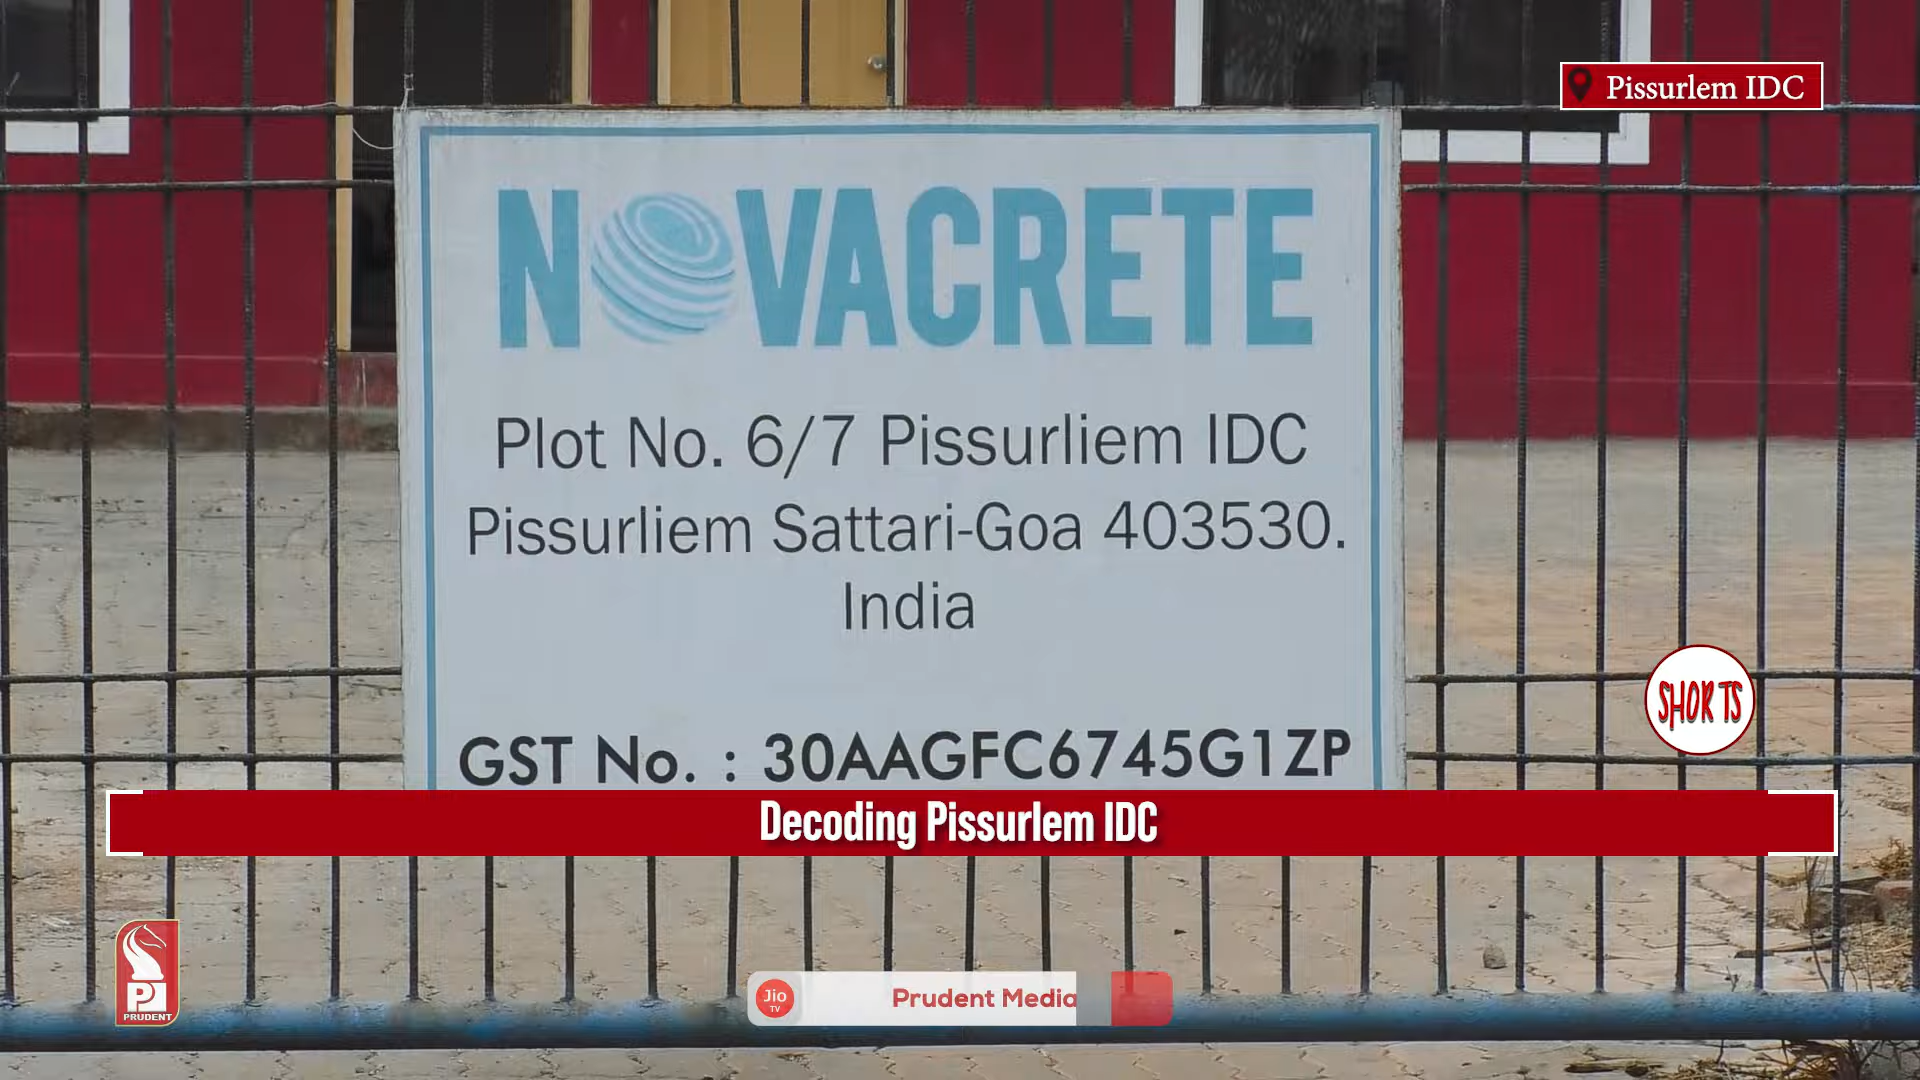 Pissurlem IDC
NOVACRETE
Plot No. 6/7 Pissurliem IDC
Pissurliem Sattari-Goa 403530.
India
GST No. : 30AAGFC6745G1ZP
SHORTS
Decoding Pissurlem IDC
P
PRUDENT
Jio
TV
Prudent Media